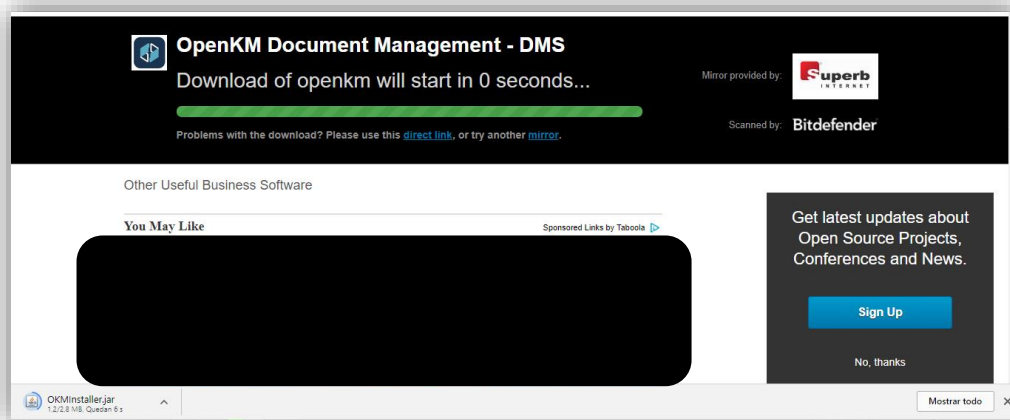 OpenKM Document Management - DMS
Download of openkm will start in 0 seconds...
Problems with the download? Please use this direct link, or try another mirror.
Mirror provided by:
Superb
INTERNET
Scanned by:
Bitdefender
Other Useful Business Software
You May Like
Sponsored Links by Taboola
Get latest updates about
Open Source Projects,
Conferences and News.
Sign Up
No, thanks
OKMInstaller.jar
1,2/2,8 MB, Quedan 6 s
Mostrar todo